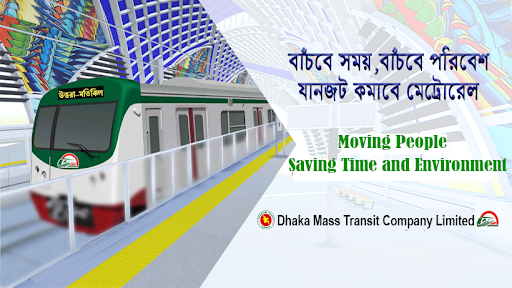 উত্তরা-মতিঝিল
বাঁচবে সময়,বাঁচবে পরিবেশ
যানজট কমাবে মেট্রোরেল
Moving People
Saving Time and Environment
Dhaka Mass Transit Company Limited